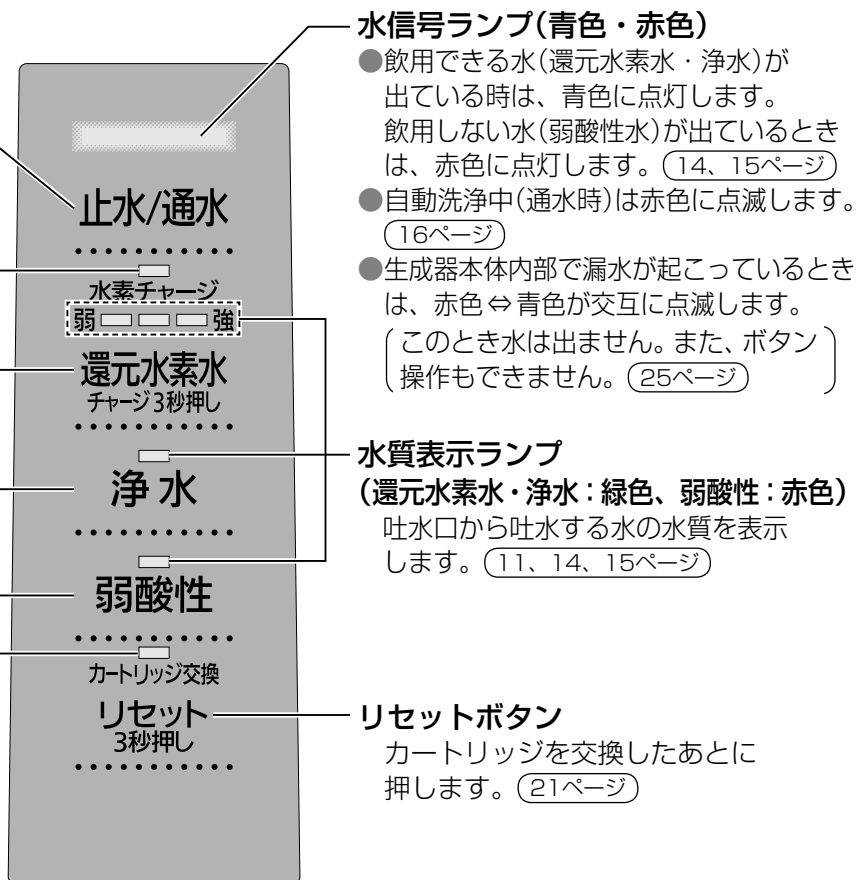 止水/通水
水素チャージ
弱 強
還元水素水
チャージ3秒押し
浄水
弱酸性
カートリッジ交換
リセット
3秒押し
水信号ランプ(青色・赤色)
●飲用できる水(還元水素水・浄水)が
出ている時は、青色に点灯します。
飲用しない水(弱酸性水)が出ているとき
は、赤色に点灯します。(14、15ページ)
●自動洗浄中(通水時)は赤色に点滅します。
(16ページ)
●生成器本体内部で漏水が起こっているとき
は、赤色⇔青色が交互に点滅します。
(このとき水は出ません。また、ボタン
操作もできません。(25ページ))
水質表示ランプ
(還元水素水・浄水:緑色、弱酸性:赤色)
吐水口から吐水する水の水質を表示
します。(11、14、15ページ)
リセットボタン
カートリッジを交換したあとに
押します。(21ページ)